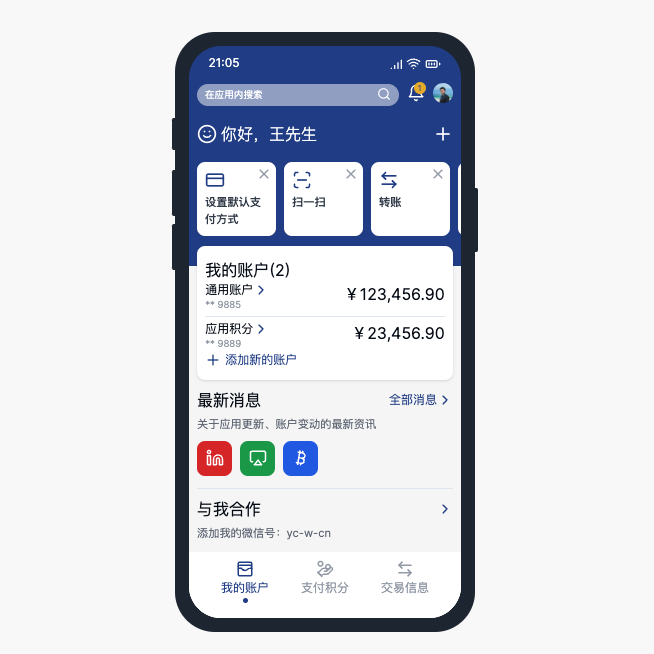 21:05
在应用内搜索
1
你好，王先生
设置默认支
付方式
扫一扫
转账
我的账户(2)
通用账户
** 9885
¥ 123,456.90
应用积分
** 9889
¥ 23,456.90
添加新的账户
最新消息
全部消息
关于应用更新、账户变动的最新资讯
in
与我合作
添加我的微信号：yc-w-cn
我的账户
支付积分
交易信息